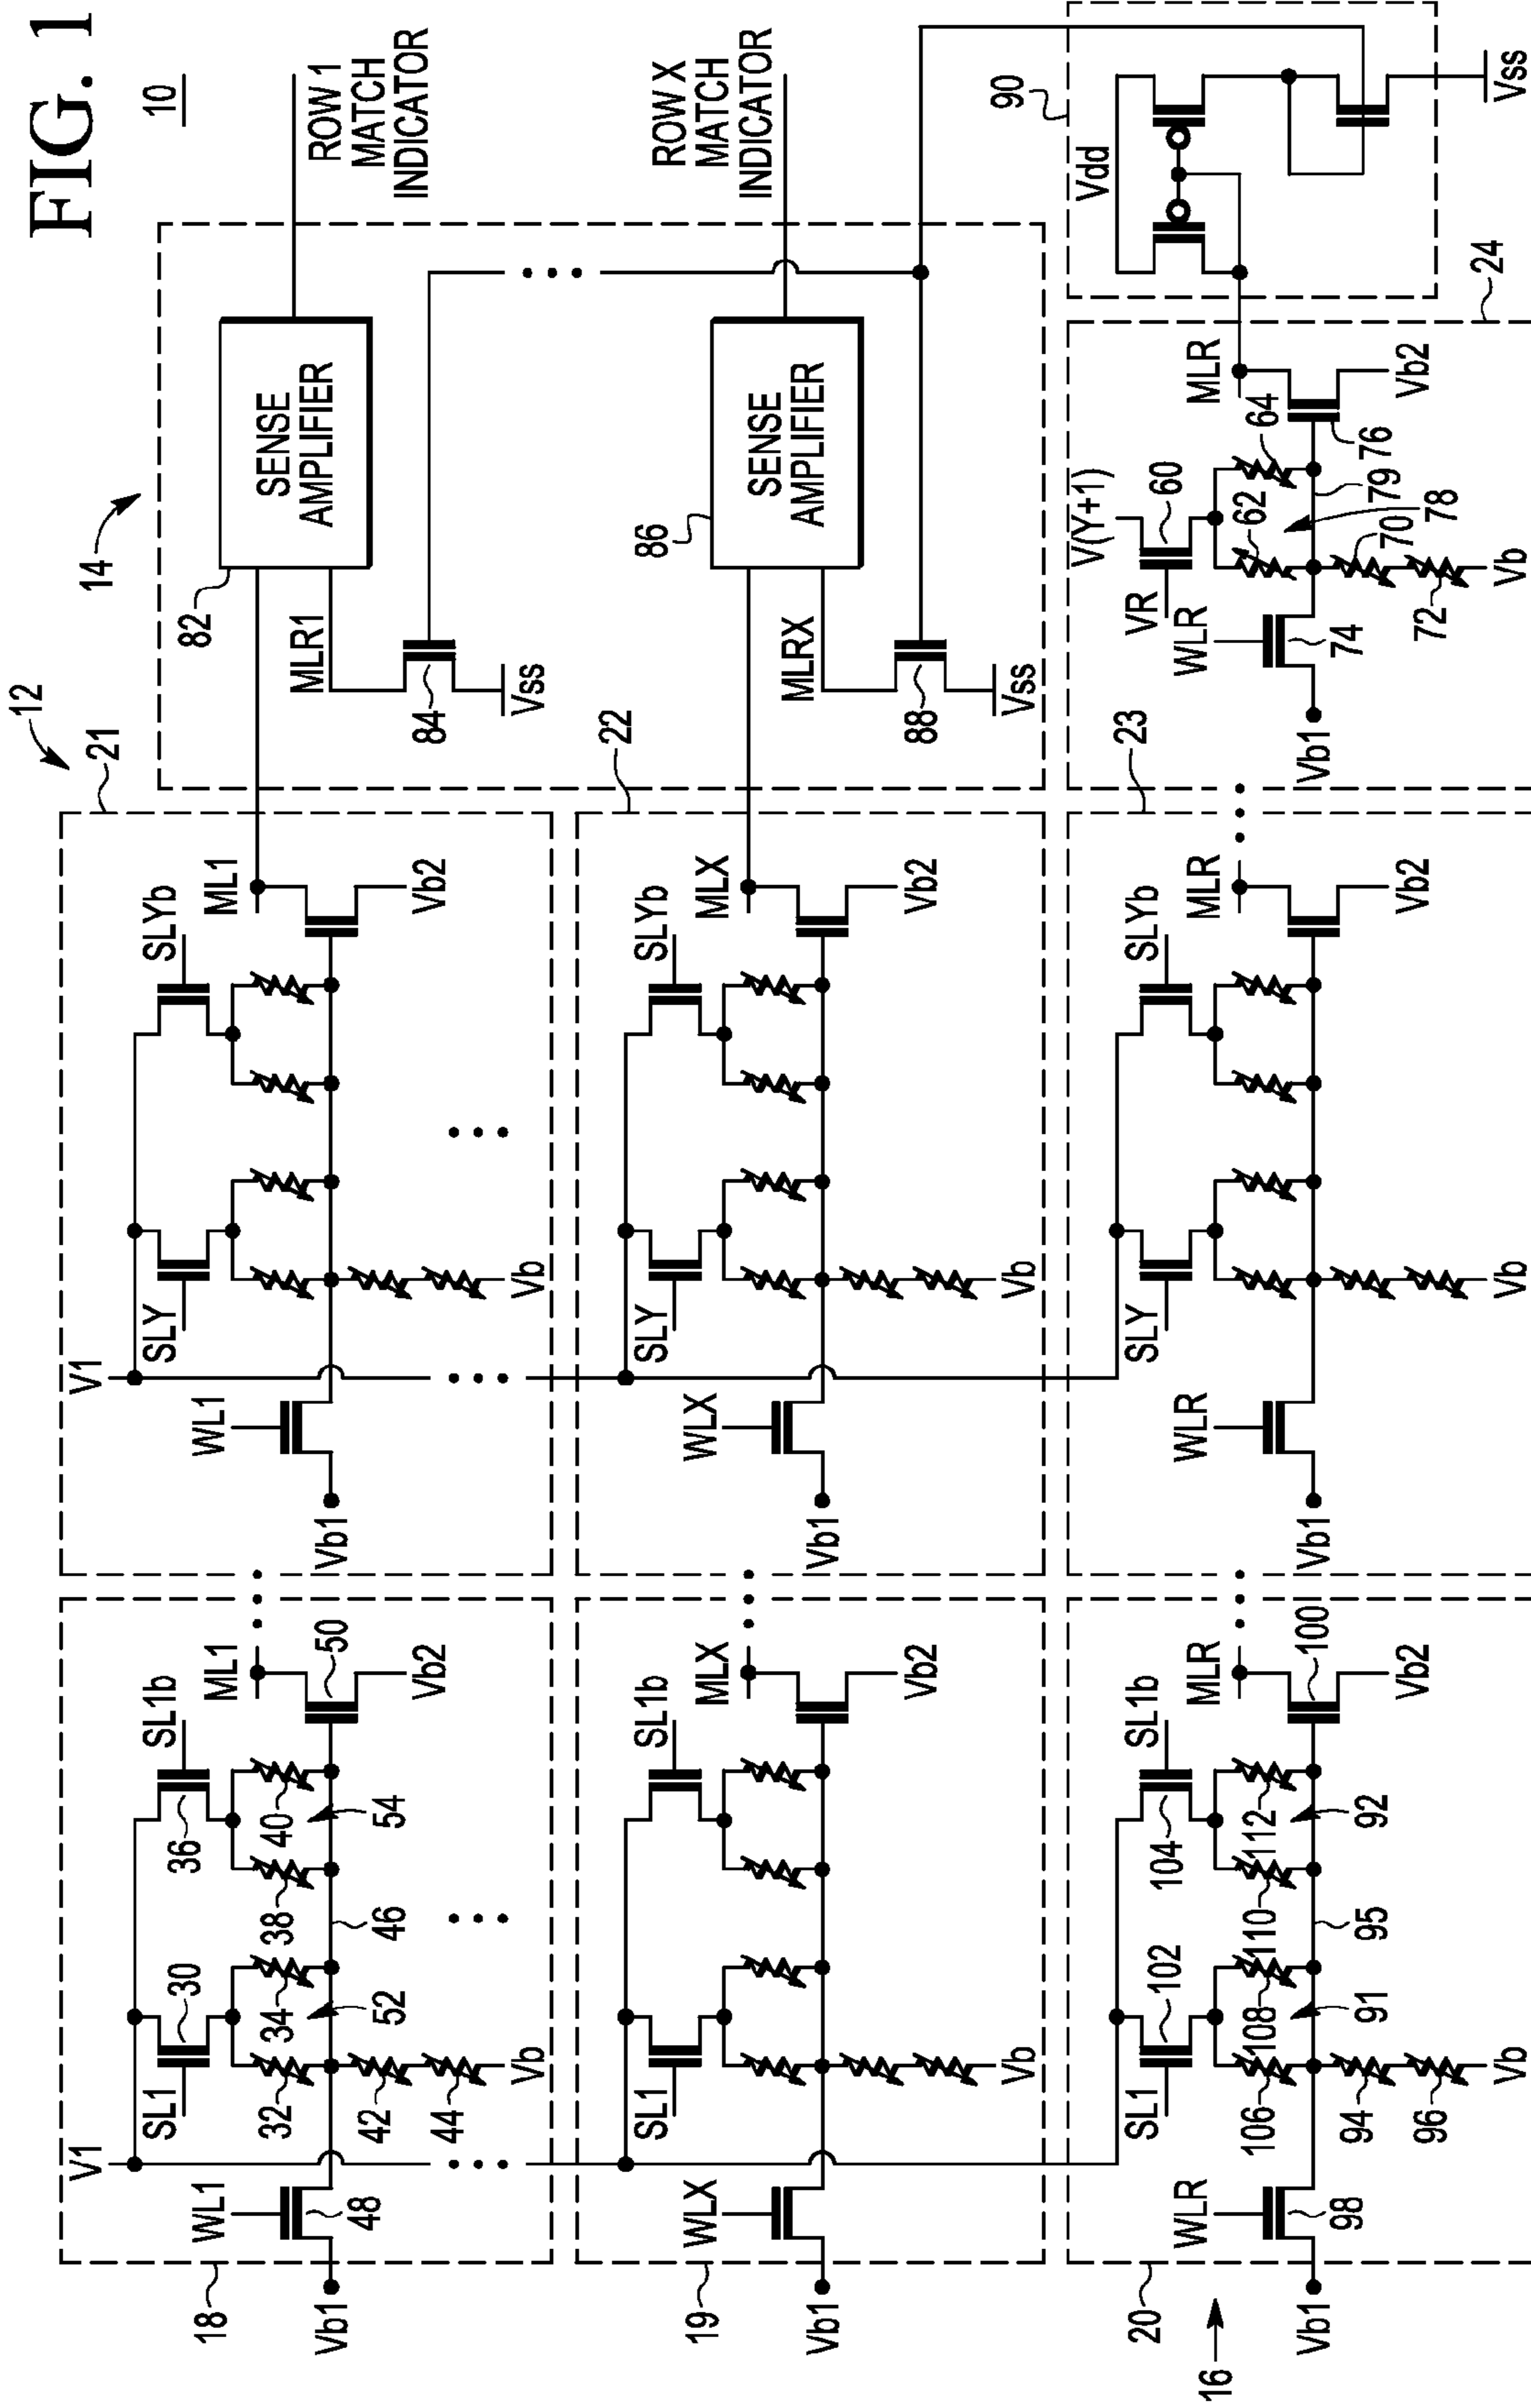 FIG. 1
10
12
14
ROW 1
MATCH
INDICATOR
ROW X
MATCH
INDICATOR
18
V1
WL1
Vb1
48
SL1
30
32
34
52
42
44
Vb
46
SL1b
36
38
40
54
ML1
50
Vb2
21
V1
WL1
Vb1
SLY
Vb
SLYb
ML1
Vb2
82
SENSE
AMPLIFIER
MLR1
84
Vss
19
WLX
Vb1
SL1
Vb
SL1b
MLX
Vb2
22
WLX
Vb1
SLY
Vb
SLYb
MLX
Vb2
86
SENSE
AMPLIFIER
MLRX
88
Vss
16
20
WLR
Vb1
98
SL1
102
106
108
91
94
96
Vb
95
SL1b
104
110
112
92
MLR
100
Vb2
23
WLR
Vb1
SLY
Vb
SLYb
MLR
Vb2
24
Vb1
WLR
74
VR
V(Y+1)
60
62
64
78
79
70
72
Vb
MLR
76
Vb2
90
Vdd
Vss